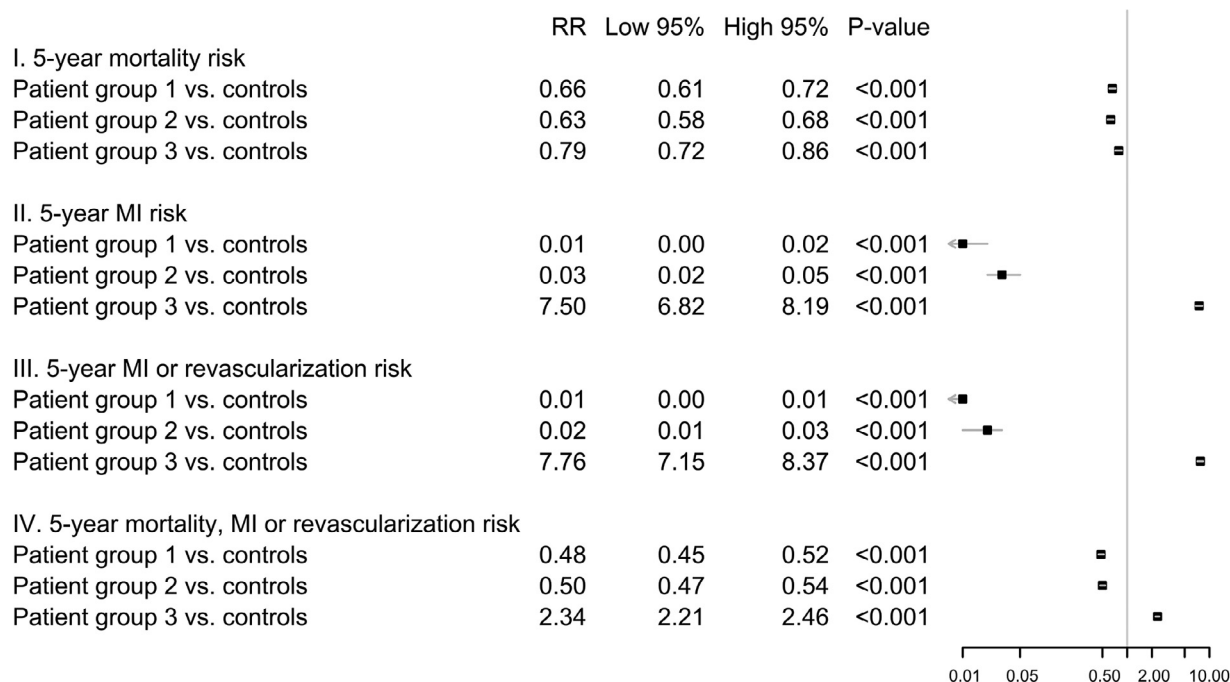 RR Low 95% High 95% P-value
I. 5-year mortality risk
Patient group 1 vs. controls 0.66 0.61 0.72 <0.001
Patient group 2 vs. controls 0.63 0.58 0.68 <0.001
Patient group 3 vs. controls 0.79 0.72 0.86 <0.001
II. 5-year MI risk
Patient group 1 vs. controls 0.01 0.00 0.02 <0.001
Patient group 2 vs. controls 0.03 0.02 0.05 <0.001
Patient group 3 vs. controls 7.50 6.82 8.19 <0.001
III. 5-year MI or revascularization risk
Patient group 1 vs. controls 0.01 0.00 0.01 <0.001
Patient group 2 vs. controls 0.02 0.01 0.03 <0.001
Patient group 3 vs. controls 7.76 7.15 8.37 <0.001
IV. 5-year mortality, MI or revascularization risk
Patient group 1 vs. controls 0.48 0.45 0.52 <0.001
Patient group 2 vs. controls 0.50 0.47 0.54 <0.001
Patient group 3 vs. controls 2.34 2.21 2.46 <0.001
0.01 0.05 0.50 2.00 10.00